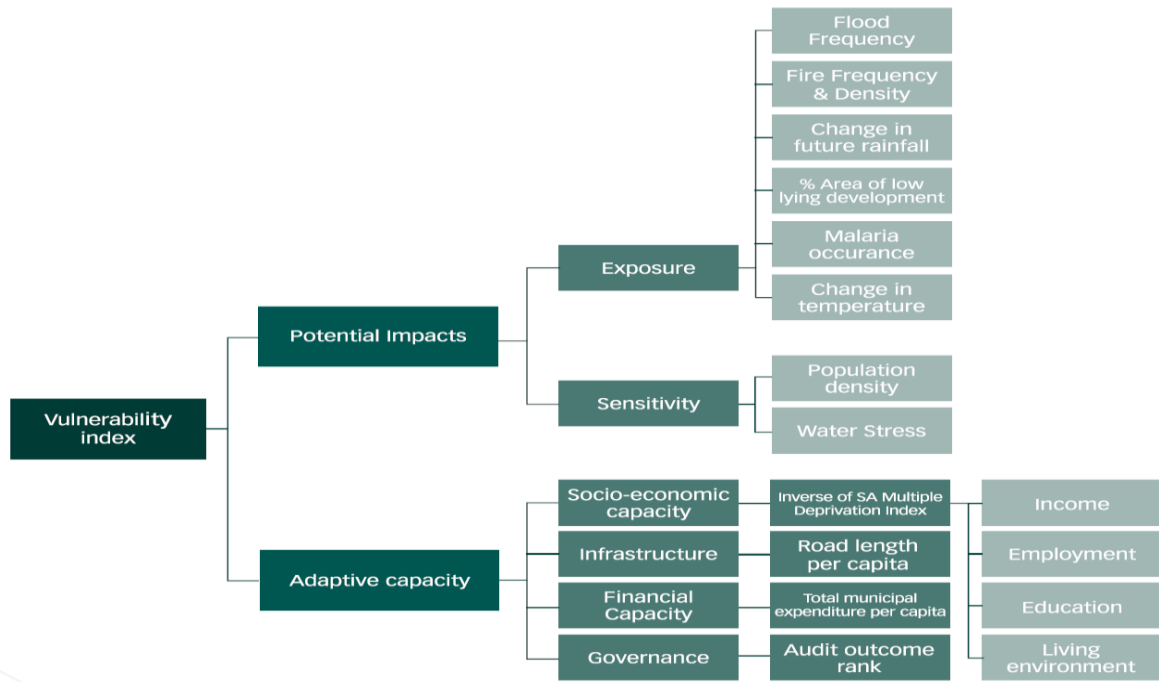 Flood
Frequency
Fire Frequency
& Density
Change in
future rainfall
% Area of low
lying development
Malaria
occurance
Change in
temperature
Exposure
Potential Impacts
Sensitivity
Population
density
Water Stress
Vulnerability
index
Adaptive capacity
Socio-economic
capacity
Inverse of SA Multiple
Deprivation Index
Income
Infrastructure
Road length
per capita
Employment
Financial
Capacity
Total municipal
expenditure per capita
Education
Governance
Audit outcome
rank
Living
environment